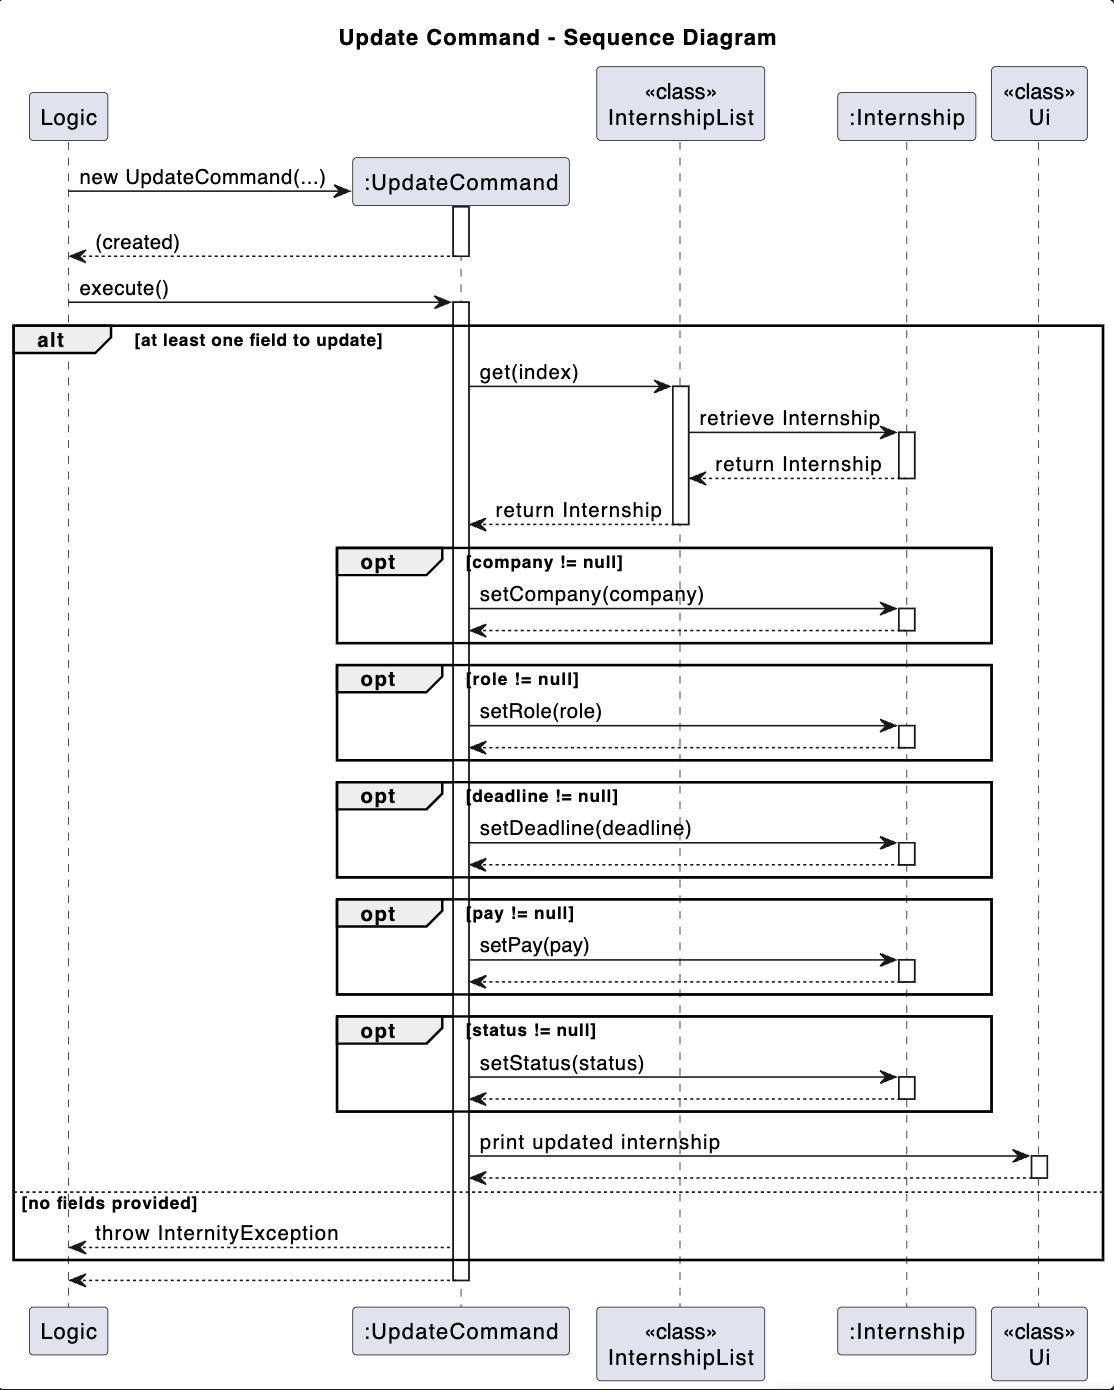 Update Command - Sequence Diagram
Logic
«class»
InternshipList
:Internship
«class»
Ui
new UpdateCommand(...)
:UpdateCommand
(created)
execute()
alt
[at least one field to update]
get(index)
retrieve Internship
return Internship
return Internship
opt
[company != null]
setCompany(company)
opt
[role != null]
setRole(role)
opt
[deadline != null]
setDeadline(deadline)
opt
[pay != null]
setPay(pay)
opt
[status != null]
setStatus(status)
print updated internship
[no fields provided]
throw InternityException
Logic
:UpdateCommand
«class»
InternshipList
:Internship
«class»
Ui